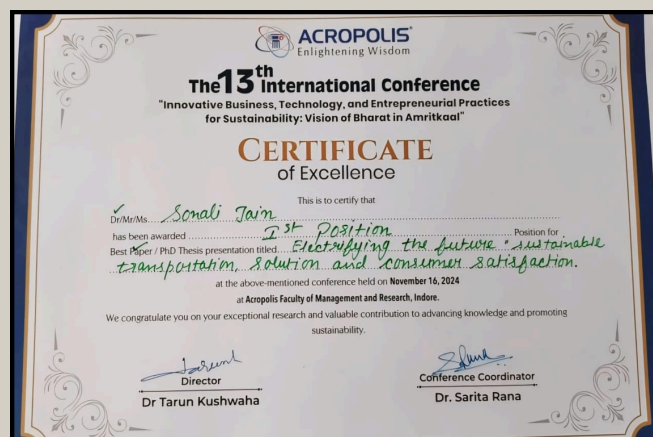 ACROPOLIS
Enlightening Wisdom
The 13th International Conference
"Innovative Business, Technology, and Entrepreneurial Practices
for Sustainability: Vision of Bharat in Amritkaal"
CERTIFICATE
of Excellence
This is to certify that
Dr/Mr/Ms. Sonali Jain
has been awarded Ist Position Position for
Best Paper / PhD Thesis presentation titled Electrifying the future "sustainable
transportation, solution and consumer satisfaction.
at the above-mentioned conference held on November 16, 2024
at Acropolis Faculty of Management and Research, Indore.
We congratulate you on your exceptional research and valuable contribution to advancing knowledge and promoting
sustainability.
Director
Dr Tarun Kushwaha
Conference Coordinator
Dr. Sarita Rana